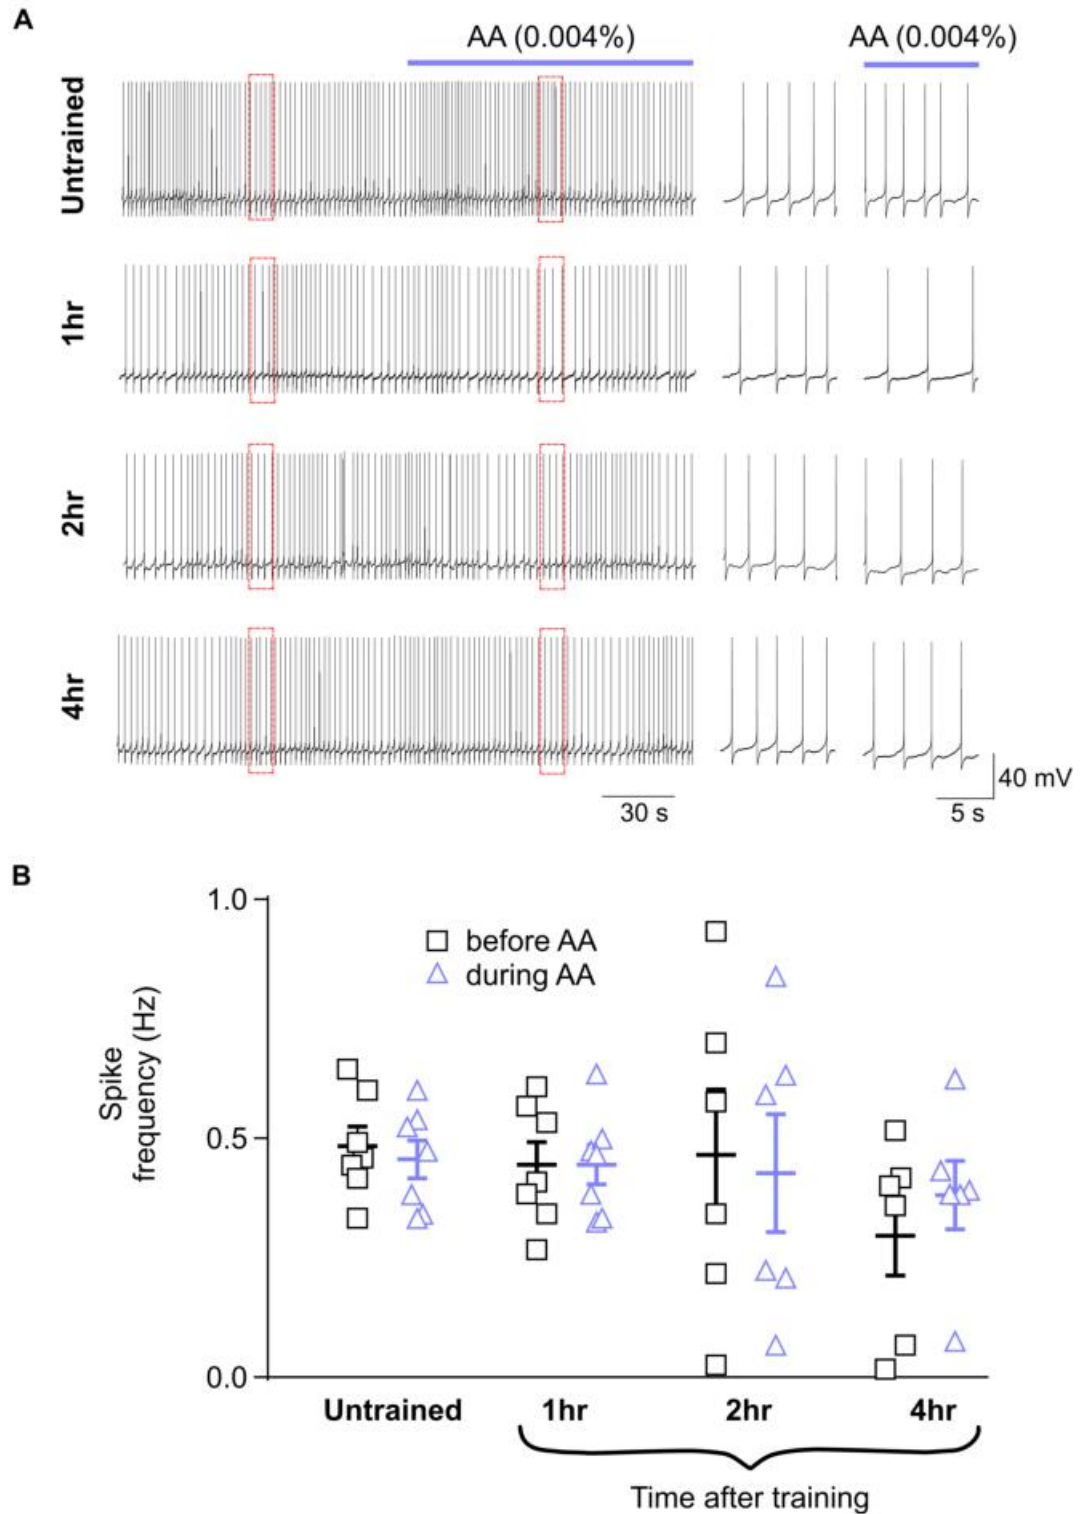 A
AA (0.004%) AA (0.004%)
Untrained
1hr
2hr
4hr
40 mV
30 s 5 s
B
1.0
before AA
during AA
Spike
frequency (Hz)
0.5
0.0
Untrained 1hr 2hr 4hr
Time after training